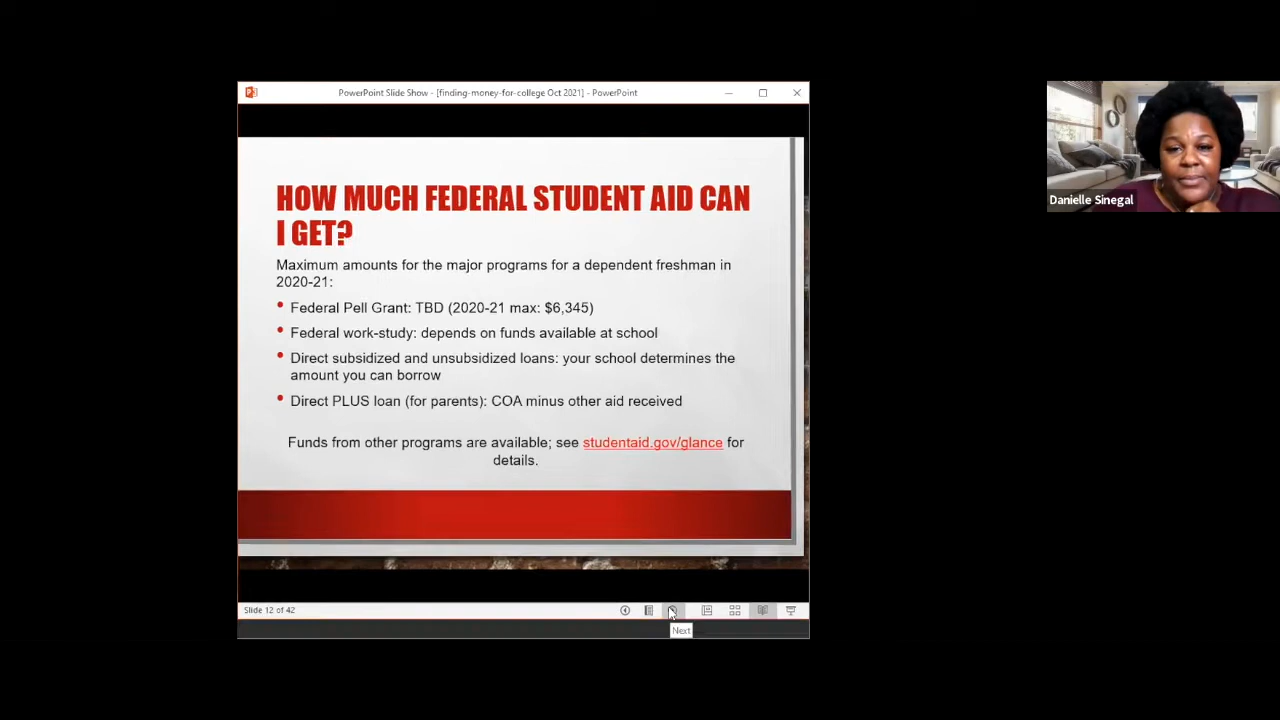 PowerPoint Slide Show - [finding-money-for-college Oct 2021] - PowerPoint
HOW MUCH FEDERAL STUDENT AID CAN
I GET?
Maximum amounts for the major programs for a dependent freshman in
2020-21:
• Federal Pell Grant: TBD (2020-21 max: $6,345)
• Federal work-study: depends on funds available at school
• Direct subsidized and unsubsidized loans: your school determines the
amount you can borrow
• Direct PLUS loan (for parents): COA minus other aid received
Funds from other programs are available; see studentaid.gov/glance for
details.
Slide 12 of 42
Next
Danielle Sinegal